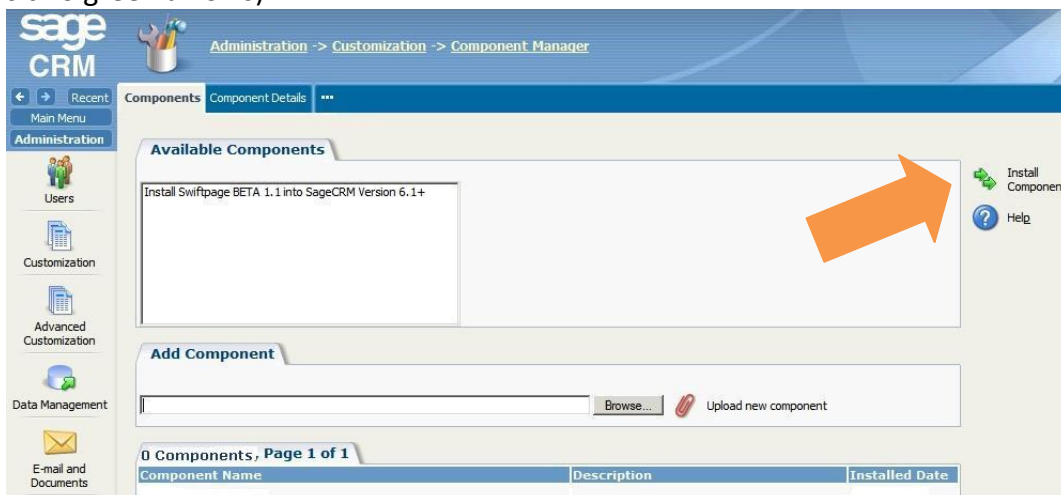 sage
CRM
Administration -> Customization -> Component Manager
Recent
Main Menu
Administration
Users
Customization
Advanced
Customization
Data Management
E-mail and
Documents
Components Component Details
Available Components
Install Swiftpage BETA 1.1 into SageCRM Version 6.1+
Install
Componen
Help
Add Component
Browse... Upload new component
0 Components, Page 1 of 1
Component Name Description Installed Date